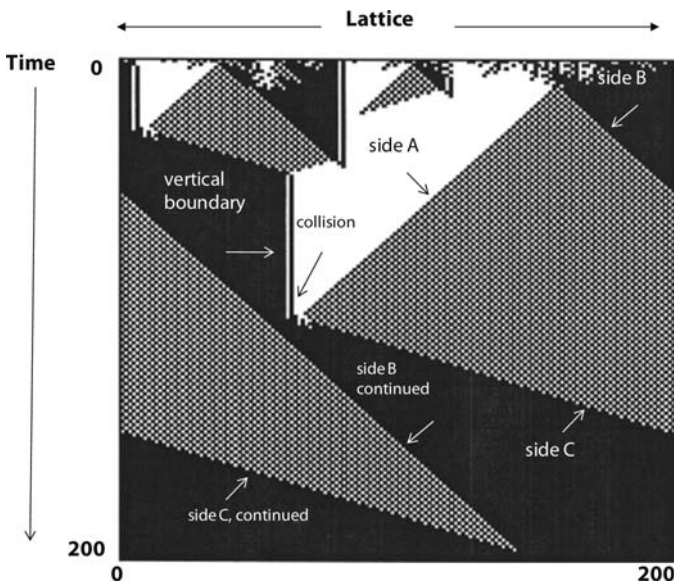 Lattice
Time
0
side B
side A
vertical
boundary
collision
side B
continued
side C
side C, continued
200
0
200